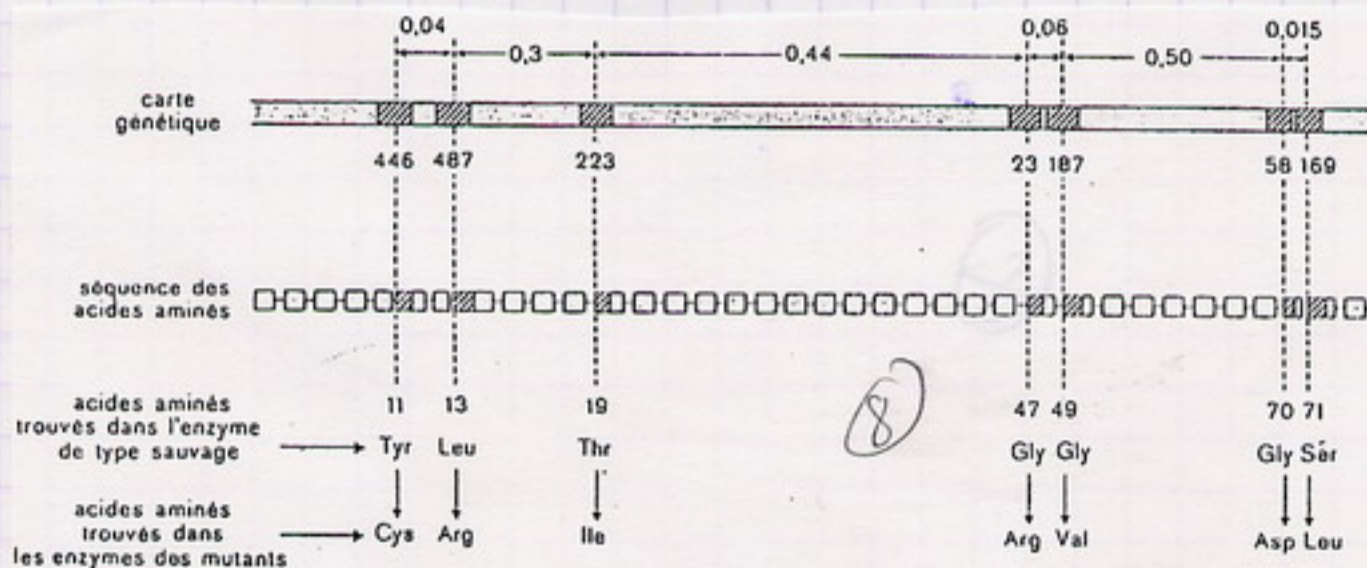 0,04 0,06 0,015
0,3 0,44 0,50
carte
génétique
446 487 223 23 187 58 169
séquence des
acides aminés
8
acides aminés
trouvés dans l'enzyme
de type sauvage
11 13 19 47 49 70 71
Tyr Leu Thr Gly Gly Gly Sér
acides aminés
trouvés dans
les enzymes des mutants
Cys Arg Ile Arg Val Asp Leu